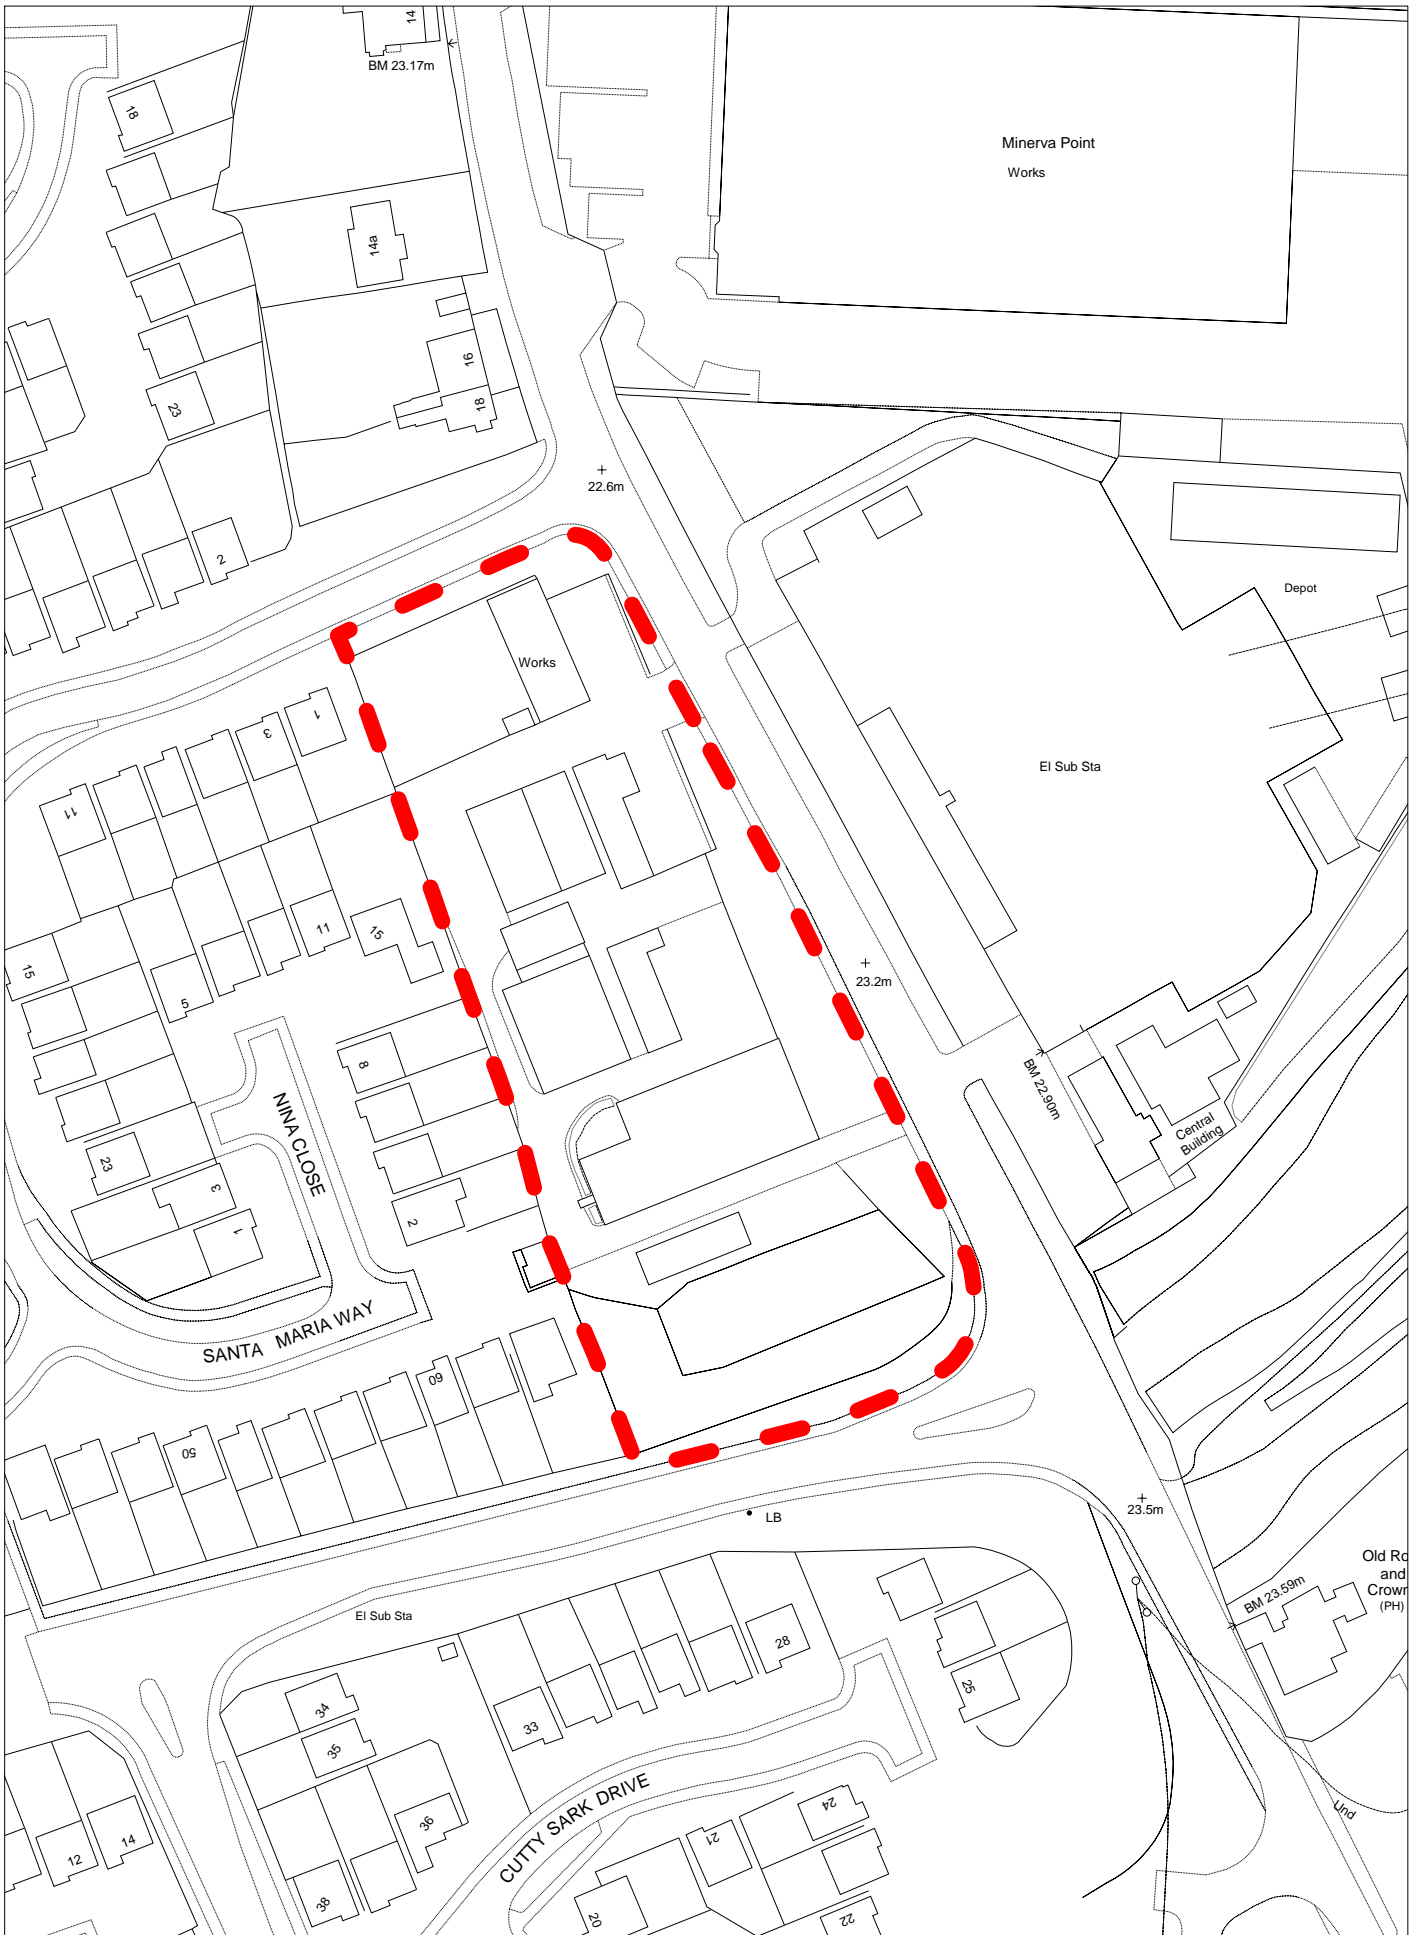 14
BM 23.17m
18
Minerva Point
Works
14a
16
18
23
22.6m
2
Depot
Works
El Sub Sta
1
3
11
11
15
15
5
23.2m
8
BM 22.90m
Central
Building
NINA CLOSE
23
3
1
2
SANTA MARIA WAY
60
50
23.5m
LB
Old Ro
and
Crown
(PH)
BM 23.59m
El Sub Sta
28
25
34
33
35
CUTTY SARK DRIVE
24
Und
36
21
14
12
38
20
22